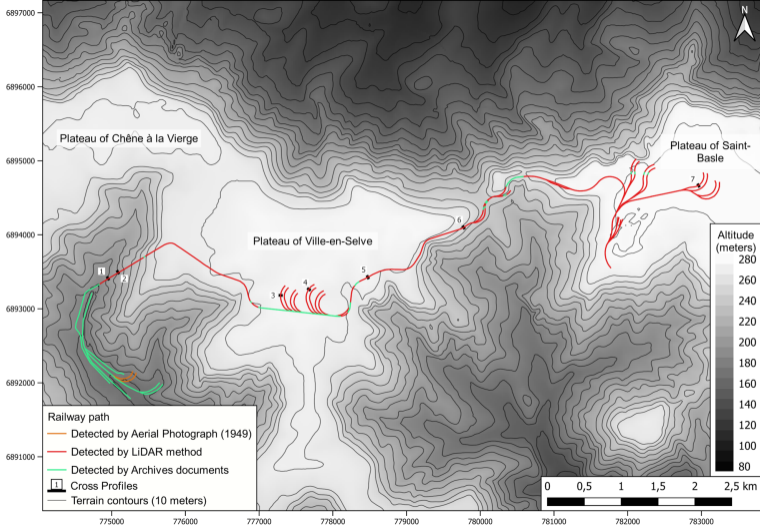 6897000
N
6896000
Plateau of Chêne à la Vierge
Plateau of Saint-
Basle
6895000
7
6894000
Plateau of Ville-en-Selve
6
5
1
2
4
3
6893000
Altitude
(meters)
280
260
240
220
200
180
160
140
120
100
80
6892000
Railway path
Detected by Aerial Photograph (1949)
Detected by LiDAR method
Detected by Archives documents
1 Cross Profiles
Terrain contours (10 meters)
6891000
0 0,5 1 1,5 2 2,5 km
775000 776000 777000 778000 779000 780000 781000 782000 783000